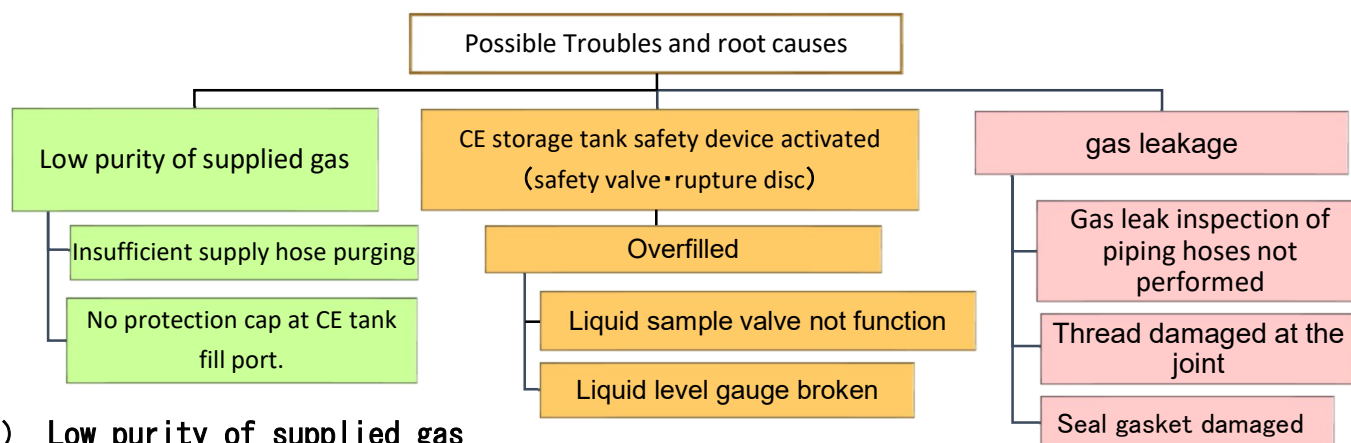 Possible Troubles and root causes
Low purity of supplied gas
Insufficient supply hose purging
No protection cap at CE tank
fill port.
CE storage tank safety device activated
（safety valve・rupture disc）
Overfilled
Liquid sample valve not function
Liquid level gauge broken
gas leakage
Gas leak inspection of
piping hoses not
performed
Thread damaged at the
joint
Seal gasket damaged
) Low purity of supplied gas